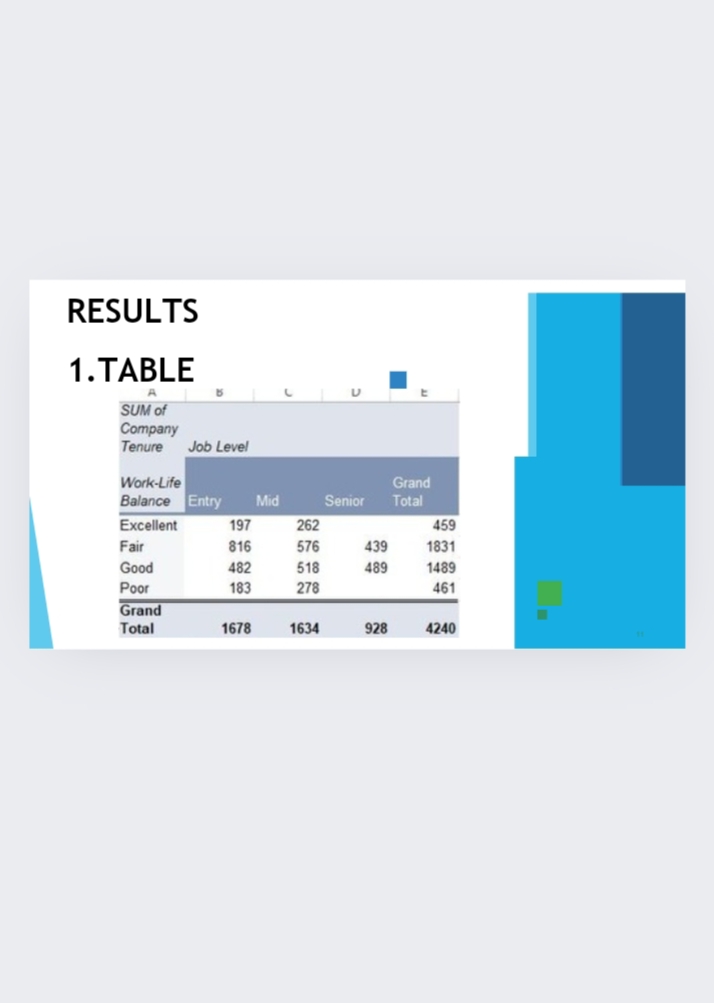 RESULTS
1.TABLE
A B C D E
SUM of
Company
Tenure Job Level
Work-Life Grand
Balance Entry Mid Senior Total
Excellent 197 262 459
Fair 816 576 439 1831
Good 482 518 489 1489
Poor 183 278 461
Grand
Total 1678 1634 928 4240